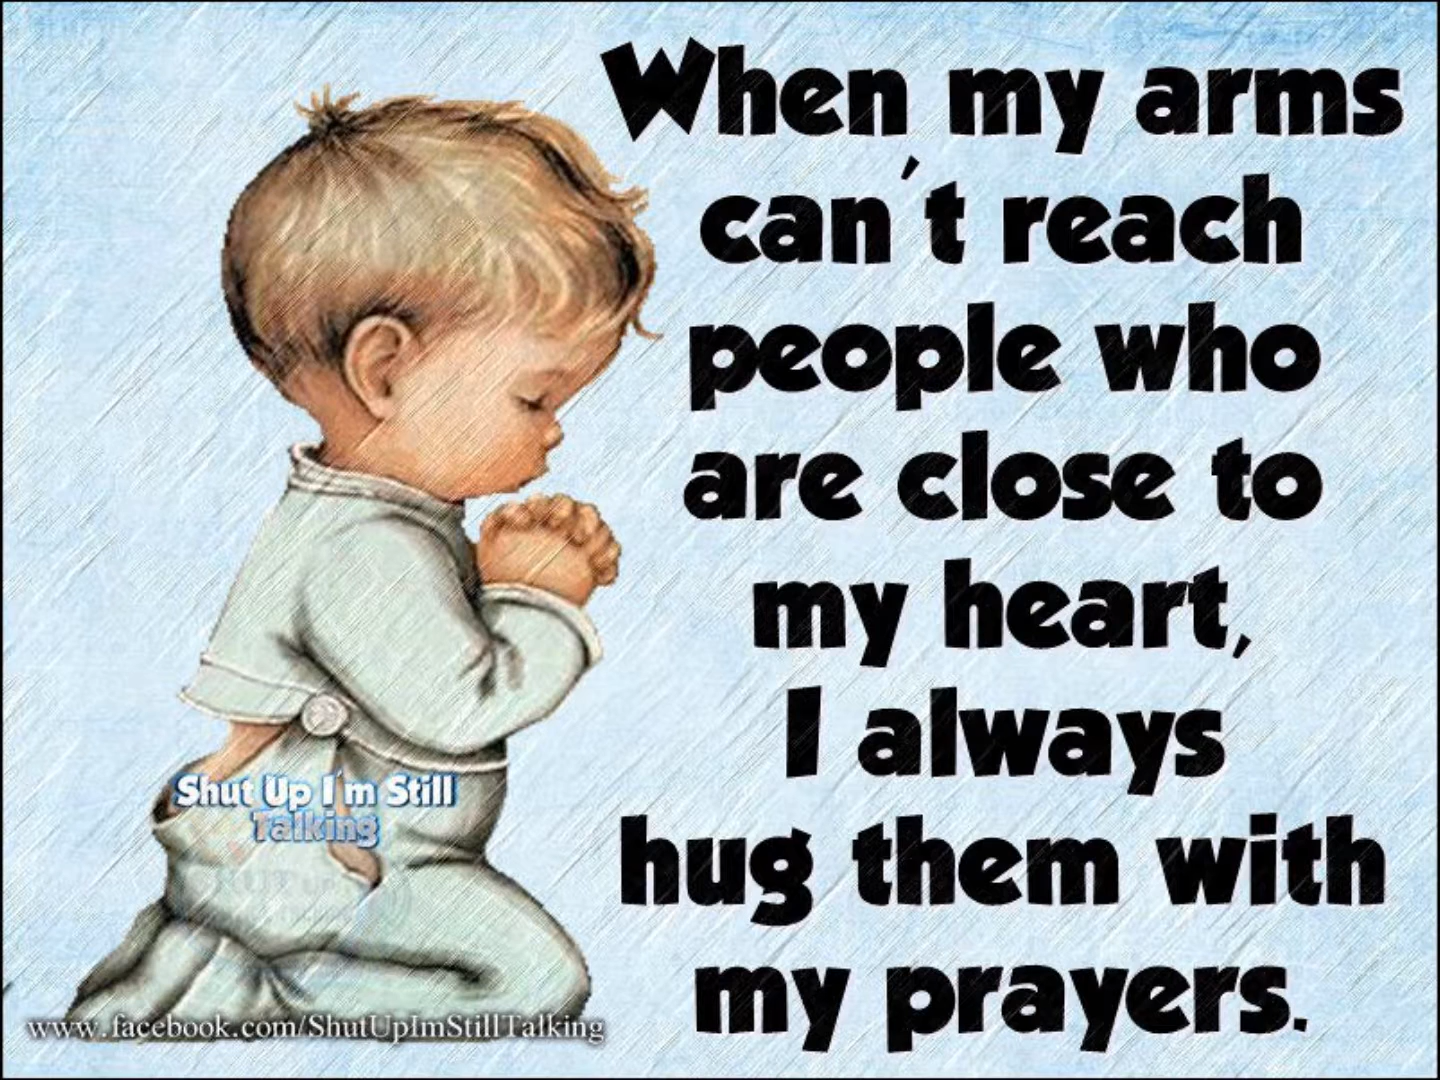 When my arms
can't reach
people who
are close to
my heart,
I always
hug them with
my prayers.
Shut Up I'm Still
Talking
www.facebook.com/ShutUpImStillTalking